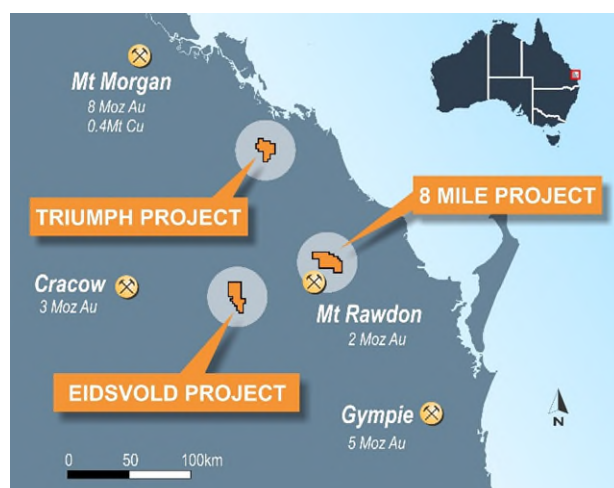 Mt Morgan
8 Moz Au
0.4Mt Cu
TRIUMPH PROJECT
8 MILE PROJECT
Cracow
3 Moz Au
Mt Rawdon
2 Moz Au
EIDSVOLD PROJECT
Gympie
5 Moz Au
N
0 50 100km